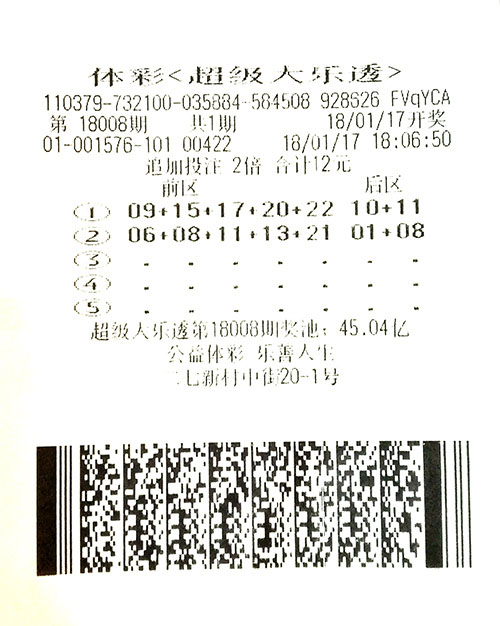 体彩<超级大乐透>
110379-732100-035884-584508 928626 FVqYCA
第 18008期 共1期 18/01/17开奖
01-001576-101 00422 18/01/17 18:06:50
追加投注 2倍 合计12元
前区 后区
① 09+15+17+20+22 10+11
② 06+08+11+13+21 01+08
③ - - - - - - -
④ - - - - - - -
⑤ - - - - - - -
超级大乐透第18008期奖池: 45.04亿
公益体彩 乐善人生
二七新村中街20-1号